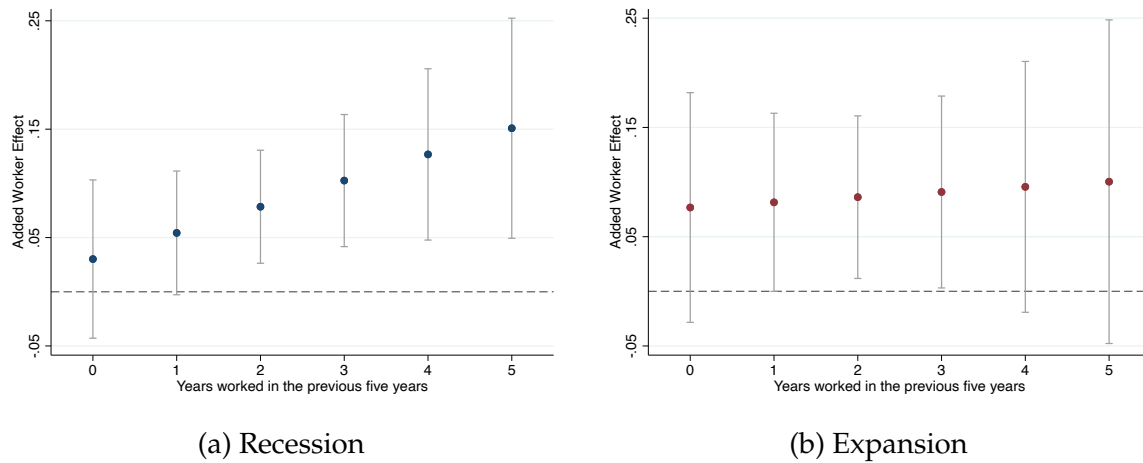 Added Worker Effect
.25
.15
.05
-.05
0 1 2 3 4 5
Years worked in the previous five years
(a) Recession
Added Worker Effect
.25
.15
.05
-.05
0 1 2 3 4 5
Years worked in the previous five years
(b) Expansion